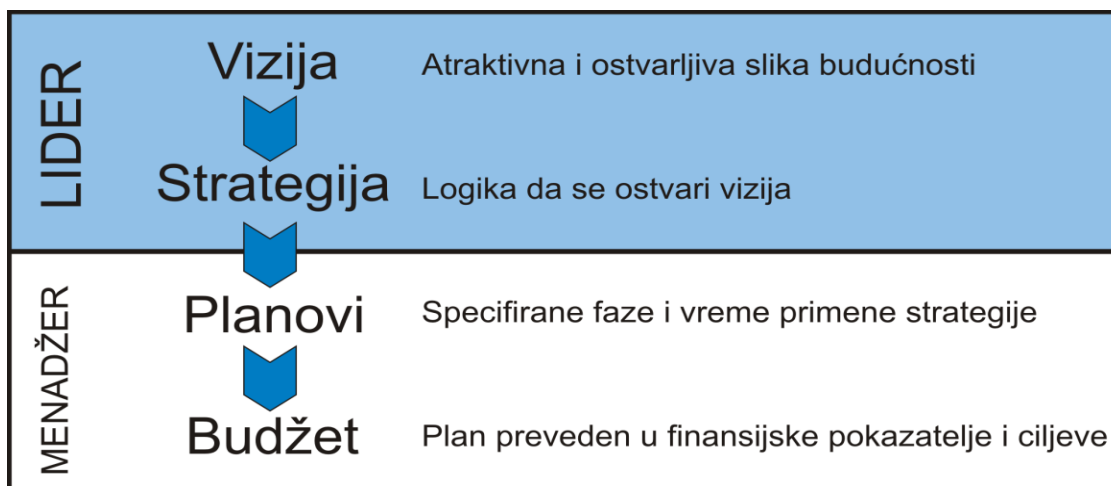 LIDER
Vizija
Atraktivna i ostvarljiva slika budućnosti
Strategija
Logika da se ostvari vizija
MENADŽER
Planovi
Specifirane faze i vreme primene strategije
Budžet
Plan preveden u finansijske pokazatelje i ciljeve